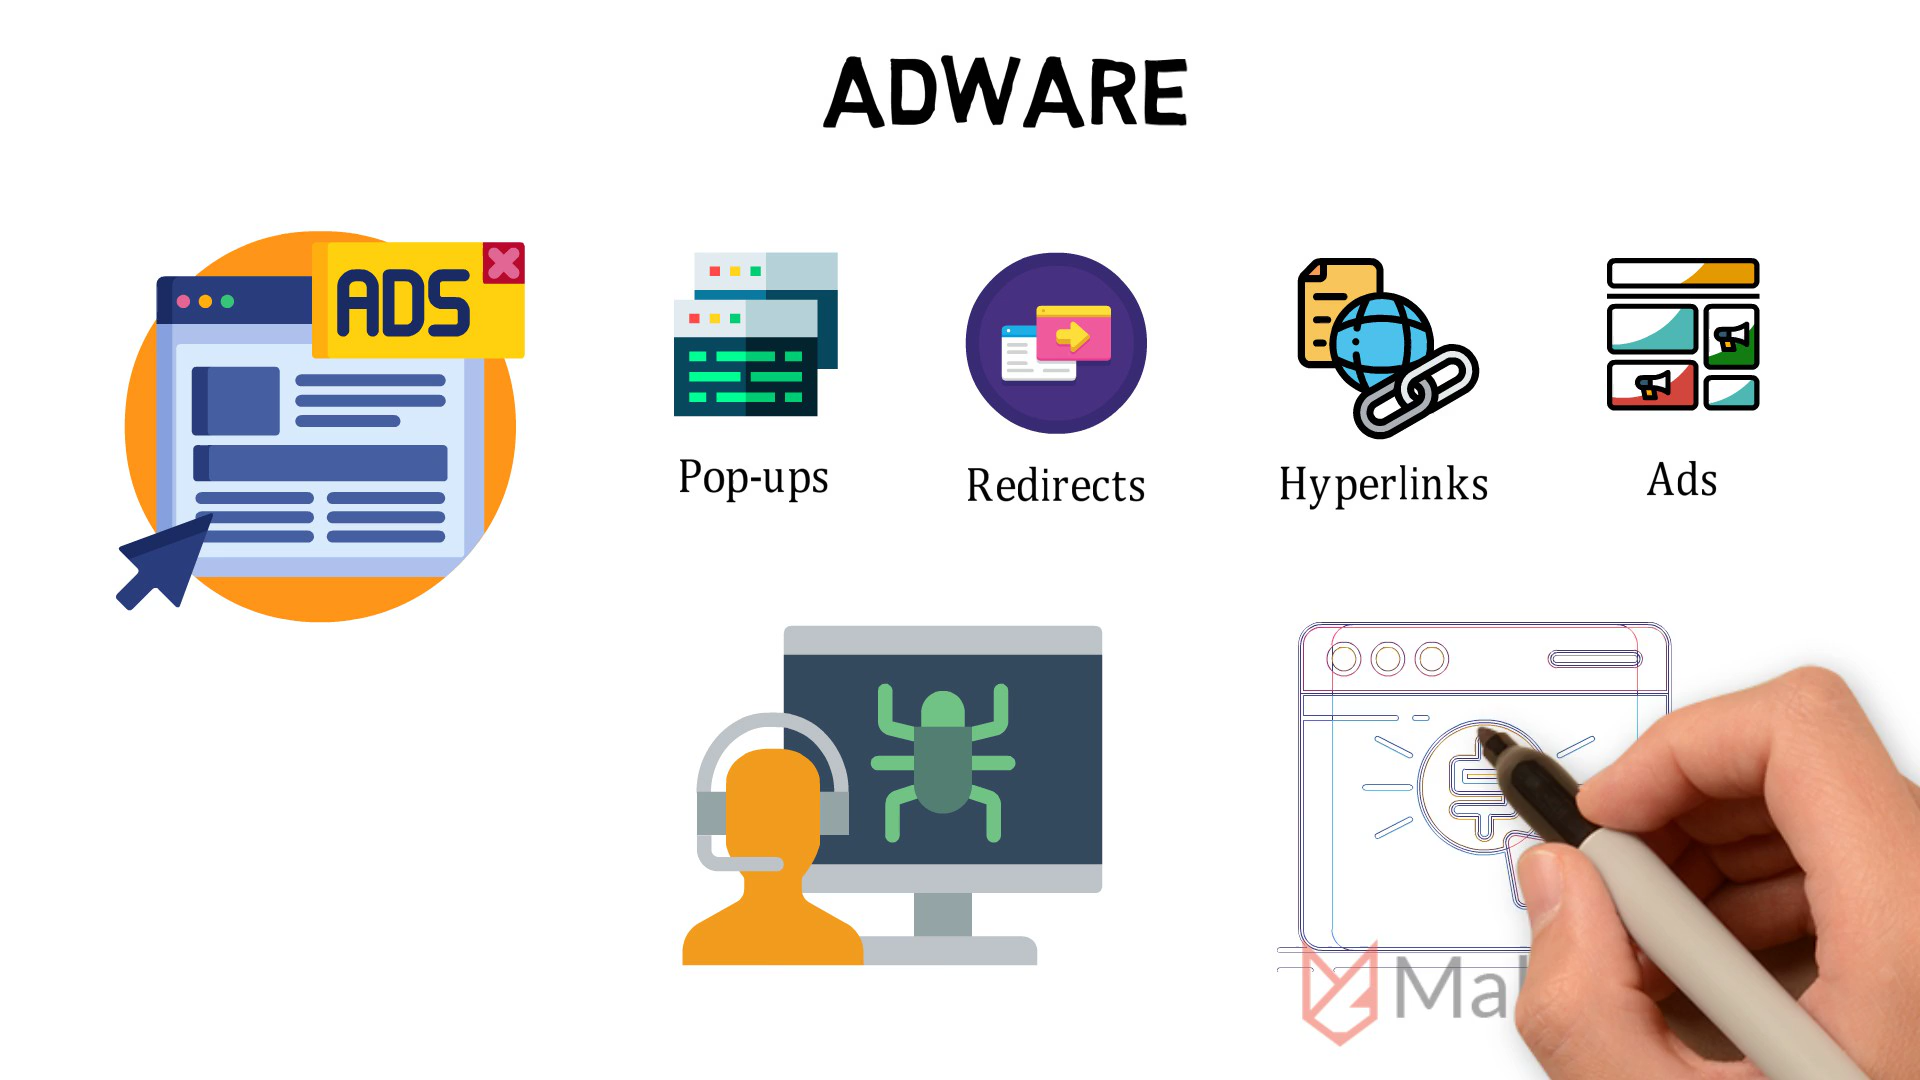 ADWARE
ADS
Pop-ups
Redirects
Hyperlinks
Ads